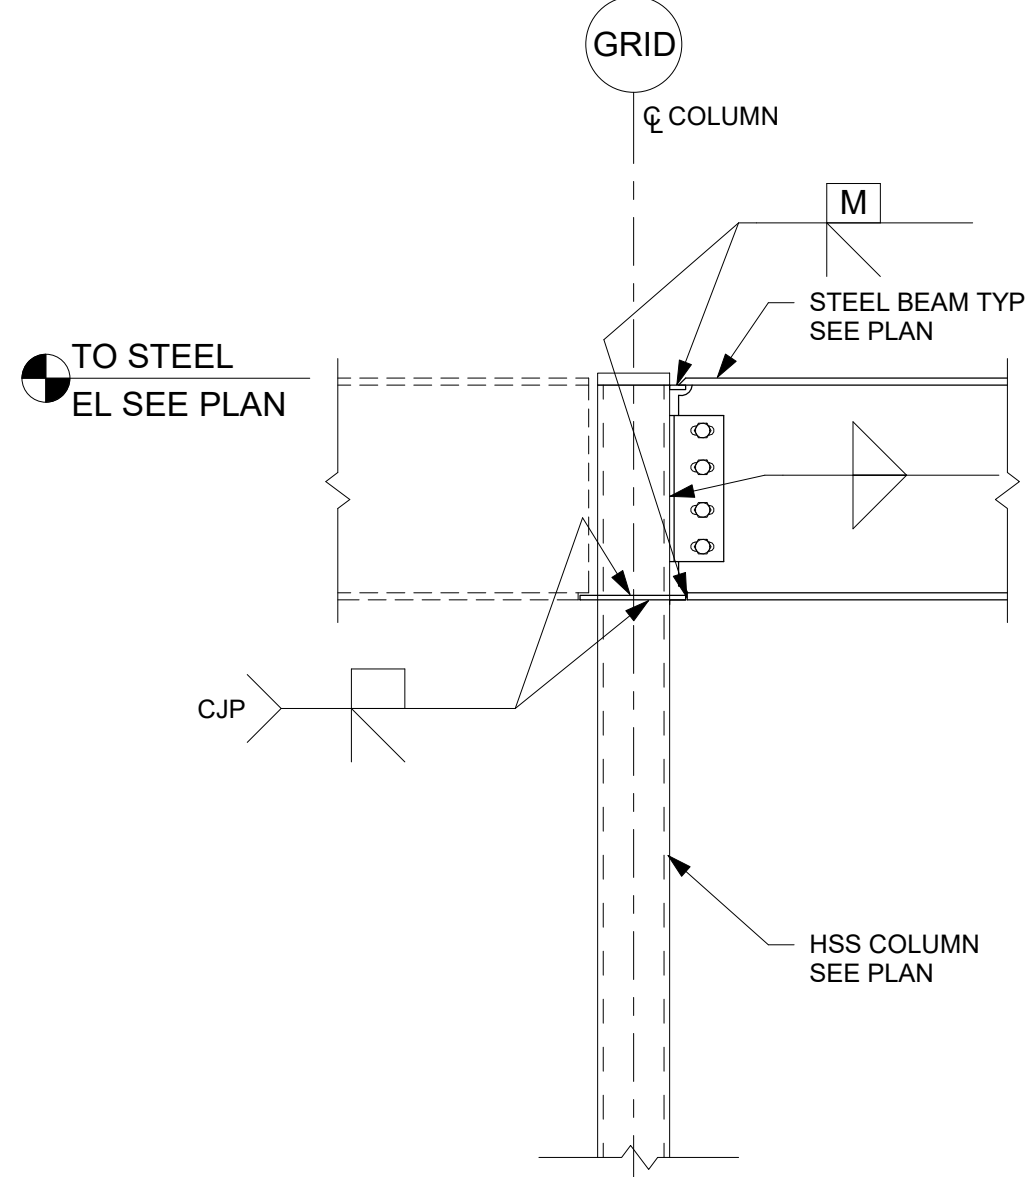 GRID
℄ COLUMN
M
STEEL BEAM TYP
SEE PLAN
TO STEEL
EL SEE PLAN
CJP
HSS COLUMN
SEE PLAN